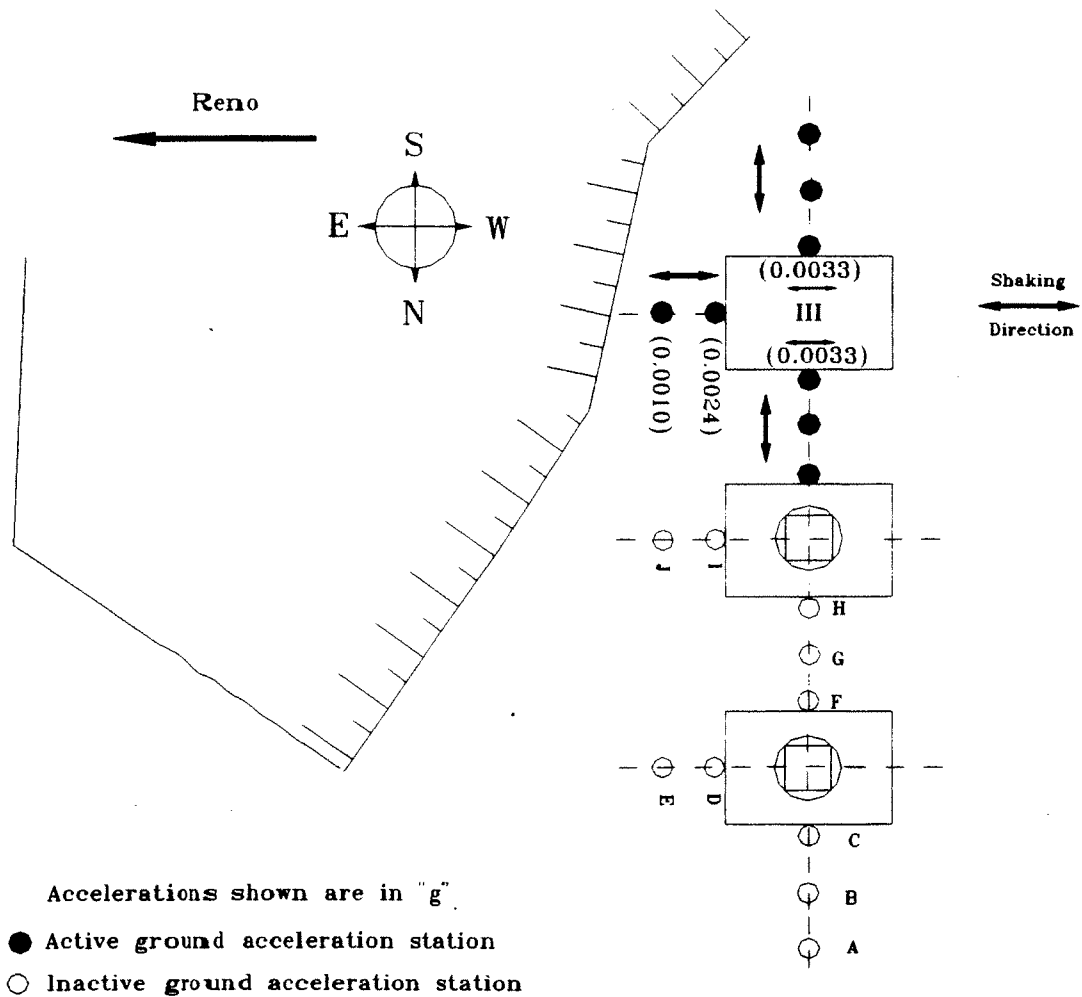 Reno
S
E
W
N
(0.0033)
III
(0.0033)
Shaking
Direction
(0.0010)
(0.0024)
J
I
H
G
F
E
D
C
B
A
Accelerations shown are in "g".
Active ground acceleration station
Inactive ground acceleration station